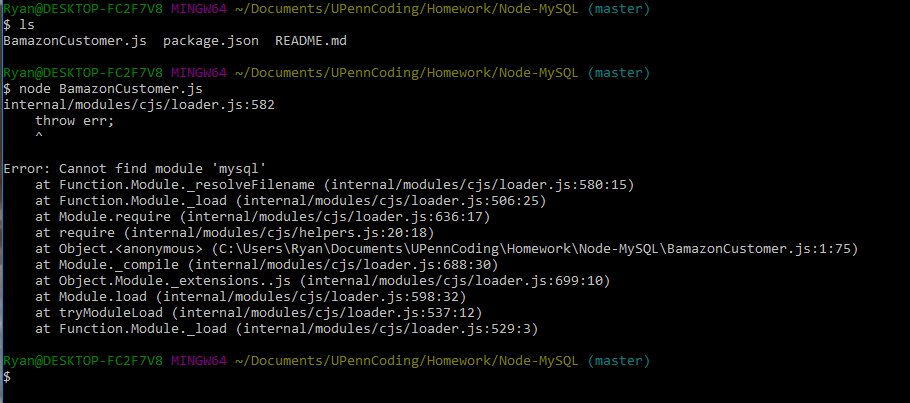 Ryan@DESKTOP-FC2F7V8 MINGW64 ~/Documents/UPennCoding/Homework/Node-MySQL (master)
$ ls
BamazonCustomer.js  package.json  README.md

Ryan@DESKTOP-FC2F7V8 MINGW64 ~/Documents/UPennCoding/Homework/Node-MySQL (master)
$ node BamazonCustomer.js
internal/modules/cjs/loader.js:582
    throw err;
    ^

Error: Cannot find module 'mysql'
    at Function.Module._resolveFilename (internal/modules/cjs/loader.js:580:15)
    at Function.Module._load (internal/modules/cjs/loader.js:506:25)
    at Module.require (internal/modules/cjs/loader.js:636:17)
    at require (internal/modules/cjs/helpers.js:20:18)
    at Object.<anonymous> (C:\Users\Ryan\Documents\UPennCoding\Homework\Node-MySQL\BamazonCustomer.js:1:75)
    at Module._compile (internal/modules/cjs/loader.js:688:30)
    at Object.Module._extensions..js (internal/modules/cjs/loader.js:699:10)
    at Module.load (internal/modules/cjs/loader.js:598:32)
    at tryModuleLoad (internal/modules/cjs/loader.js:537:12)
    at Function.Module._load (internal/modules/cjs/loader.js:529:3)

Ryan@DESKTOP-FC2F7V8 MINGW64 ~/Documents/UPennCoding/Homework/Node-MySQL (master)
$